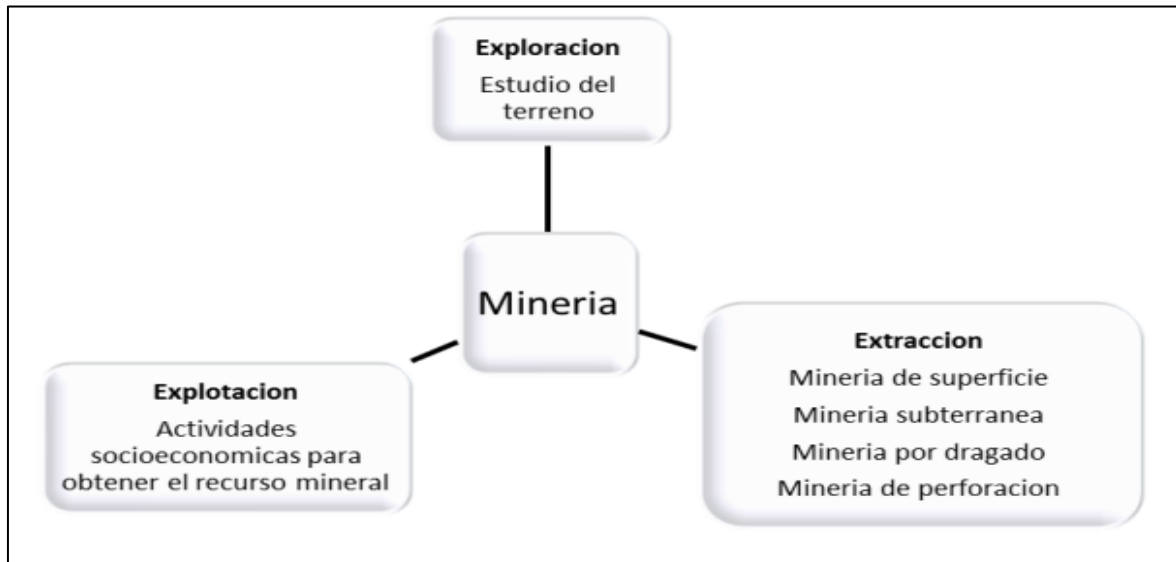 Exploracion
Estudio del
terreno
Mineria
Extraccion
Mineria de superficie
Mineria subterranea
Mineria por dragado
Mineria de perforacion
Explotacion
Actividades
socioeconomicas para
obtener el recurso mineral